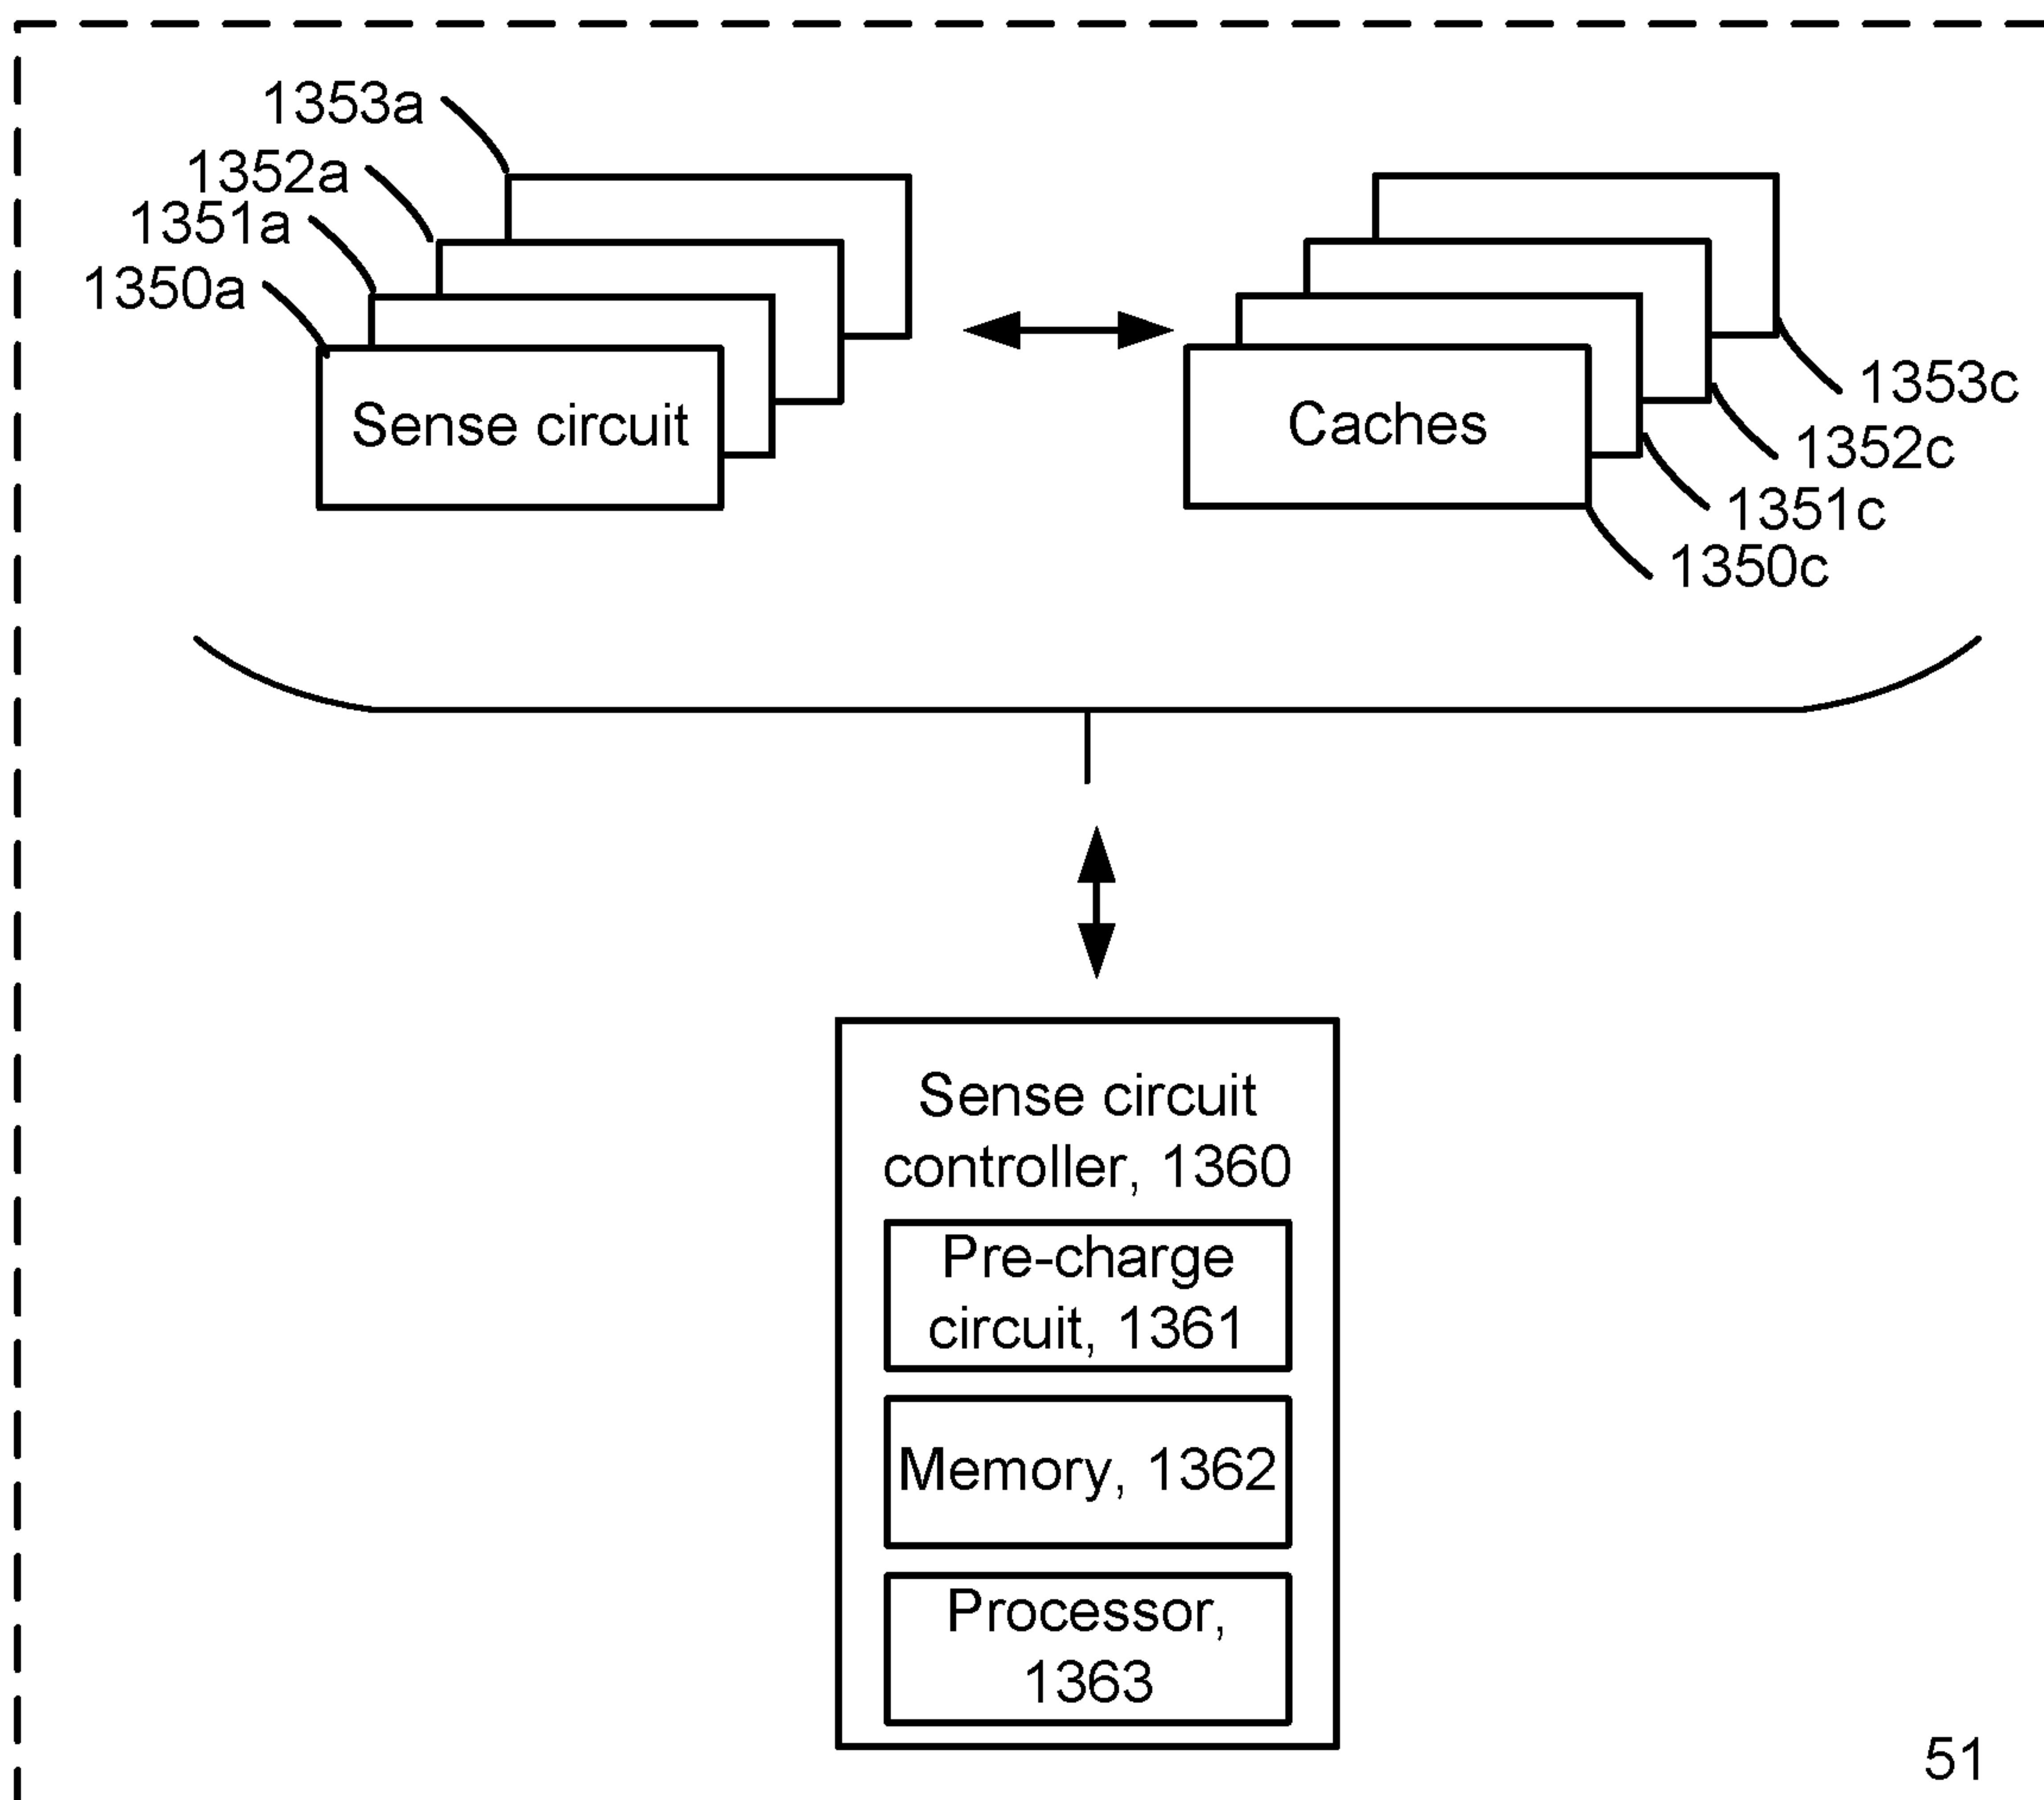 1353a
1352a
1351a
1350a
Sense circuit
Caches
1353c
1352c
1351c
1350c
Sense circuit
controller, 1360
Pre-charge
circuit, 1361
Memory, 1362
Processor,
1363
51